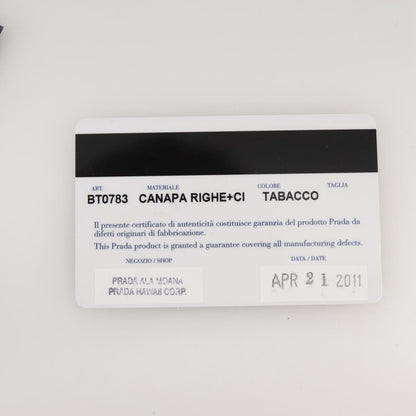 ART MATERIALE COLORE TAGLIA
BT0783 CANAPA RIGHE+CI TABACCO
Il presente certificato di autenticità costituisce garanzia del prodotto Prada da
difetti originari di fabbricazione.
This Prada product is granted a guarantee covering all manufacturing defects.
NEGOZIO / SHOP DATA / DATE
PRADA ALA MOANA APR 21 2011
PRADA HAWAII CORP.